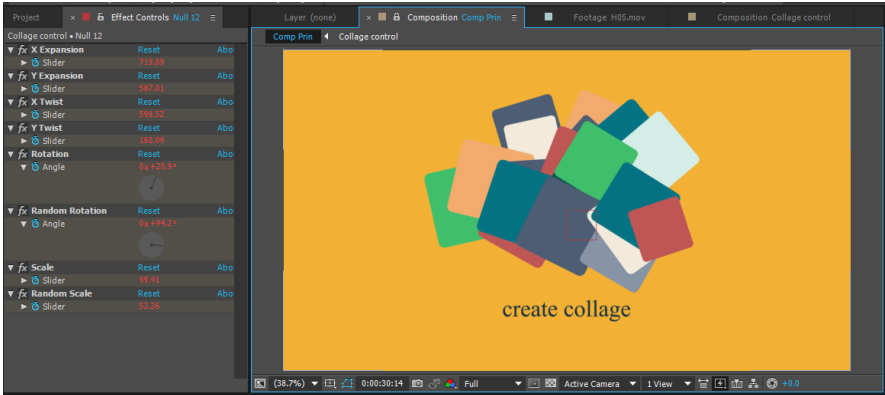 Project × Effect Controls Null 12 ≡ Layer (none) × Composition Comp Prin ≡ Footage H05.mov Composition Collage control
Collage control • Null 12
Comp Prin Collage control
fx X Expansion Reset Abo
Slider 719.89
fx Y Expansion Reset Abo
Slider 587.01
fx X Twist Reset Abo
Slider 598.52
fx Y Twist Reset Abo
Slider 160.09
fx Rotation Reset Abo
Angle 0x+20.9°
fx Random Rotation Reset Abo
Angle 0x+94.2°
fx Scale Reset Abo
Slider 99.41
fx Random Scale Reset Abo
Slider 53.36
create collage
(38.7%) 0:00:30:14 Full Active Camera 1 View +0.0